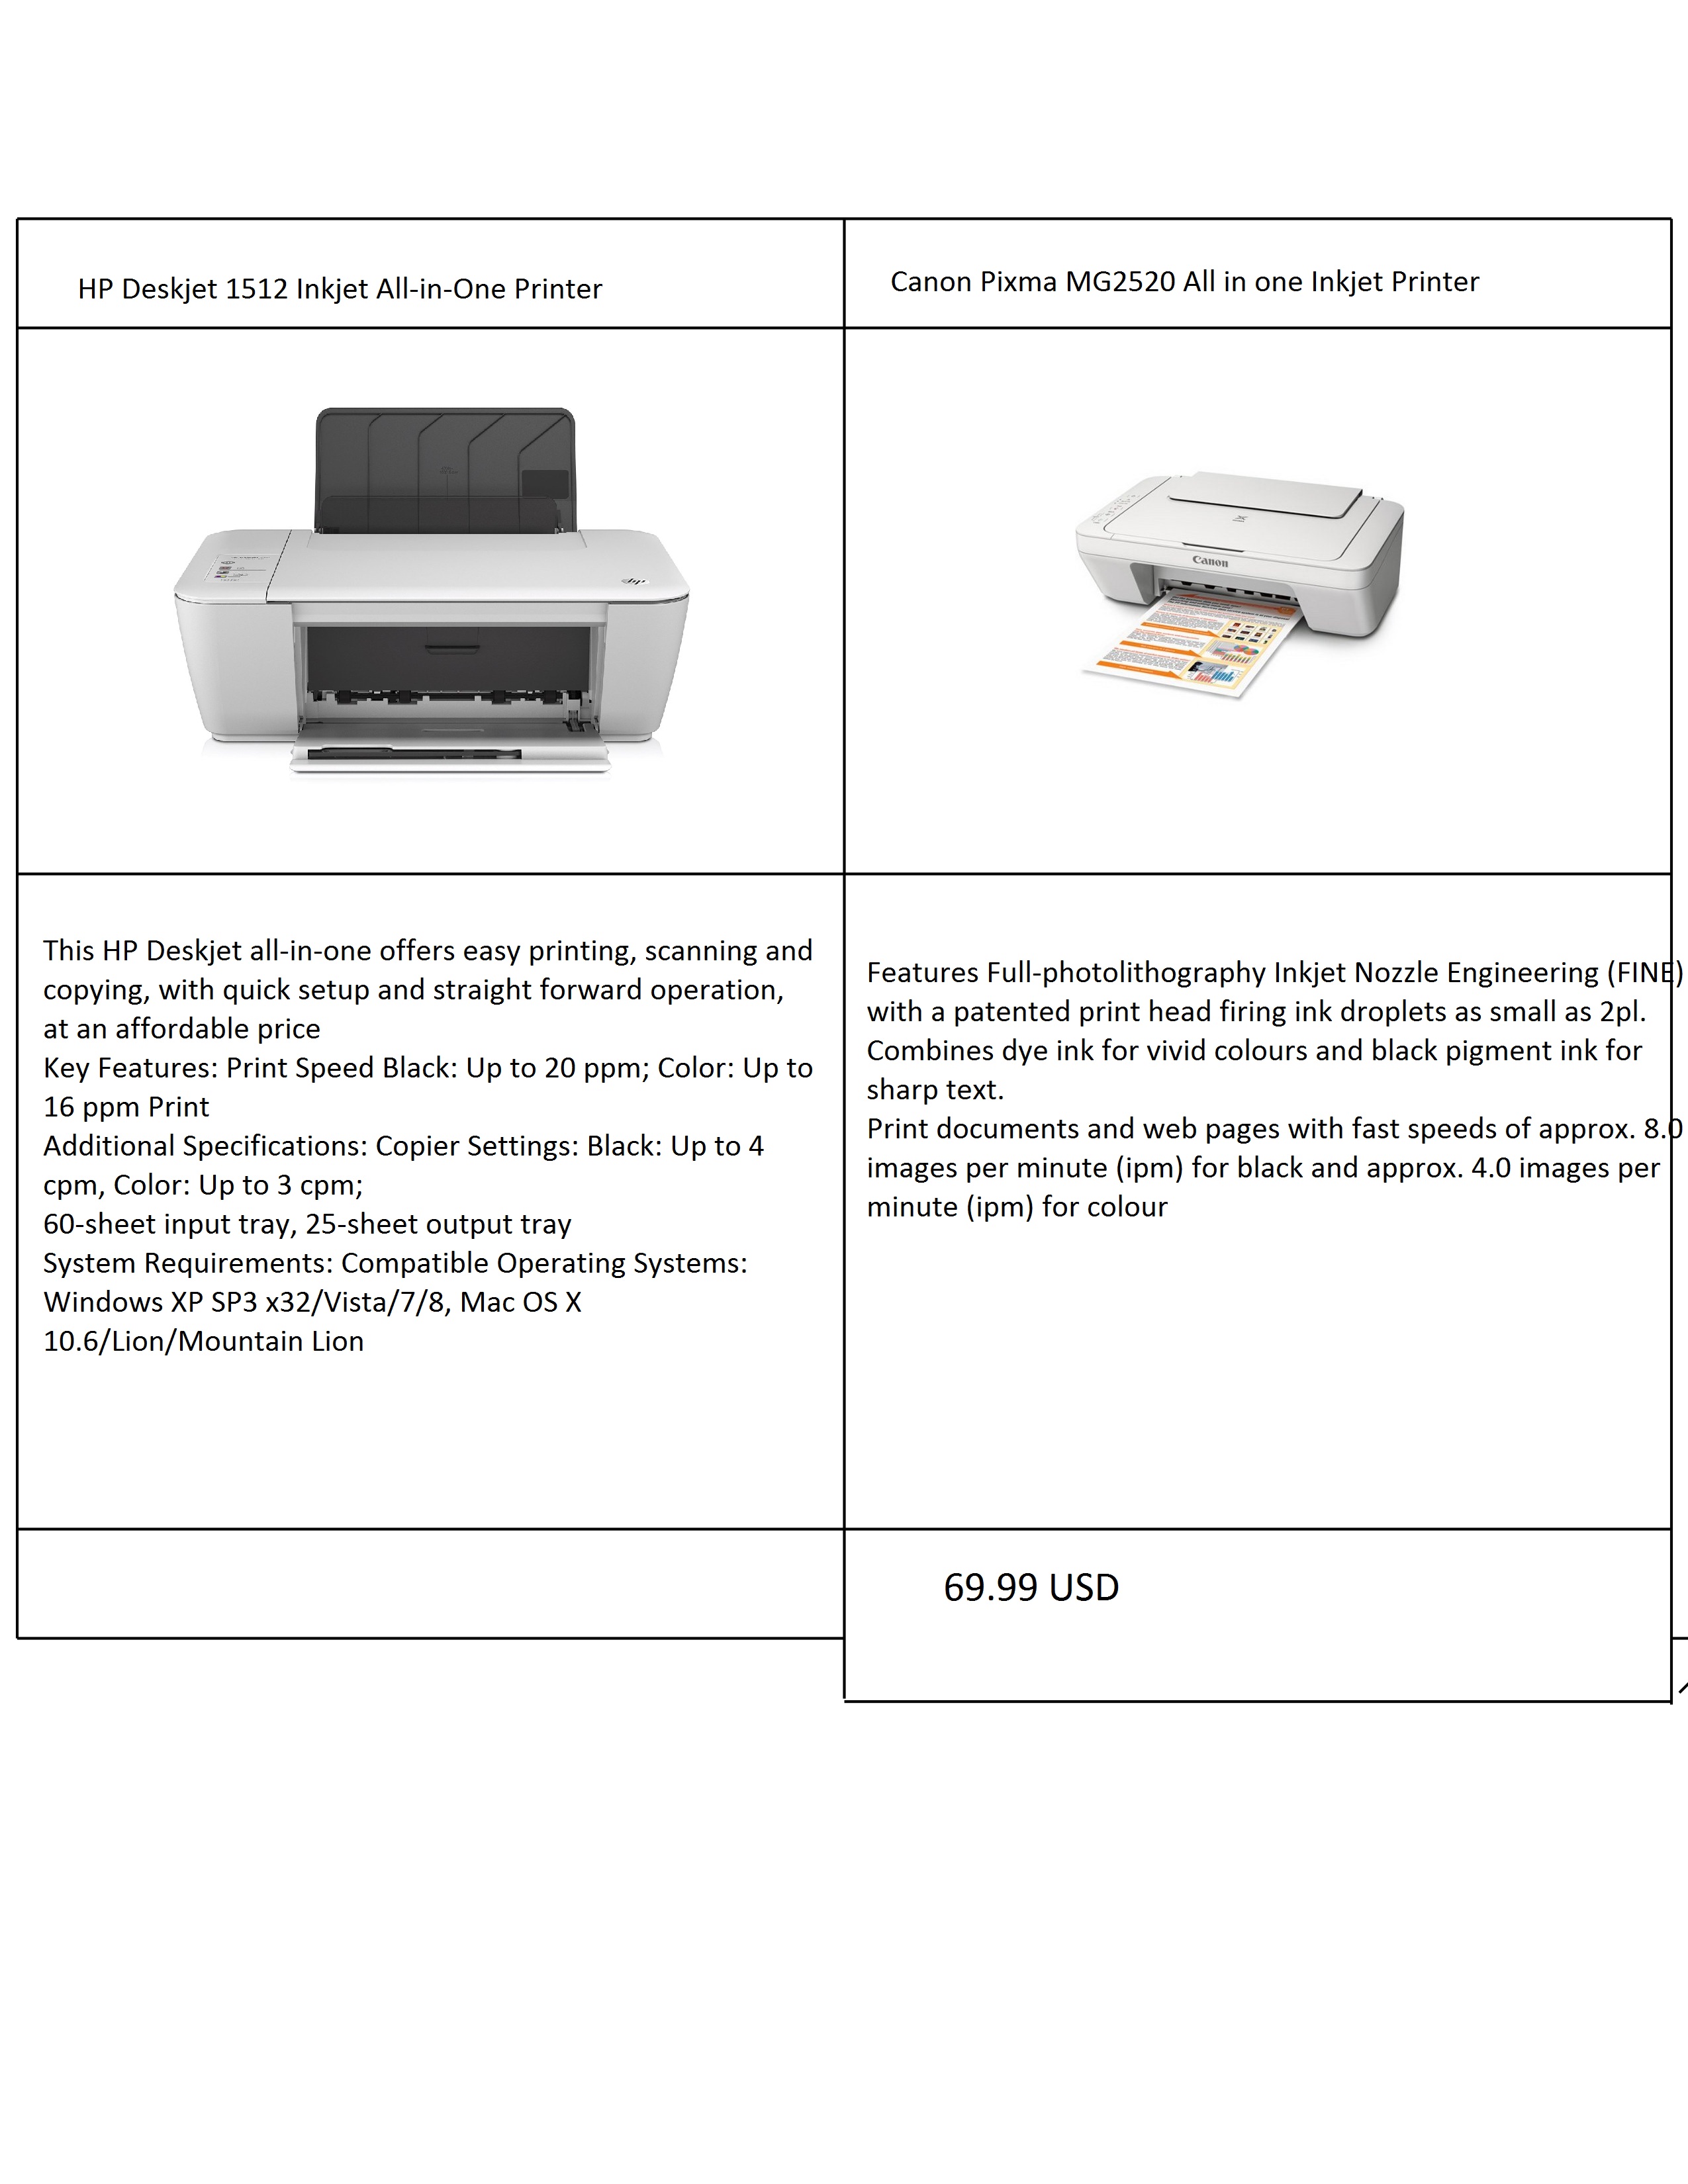 HP Deskjet 1512 Inkjet All-in-One Printer
Canon Pixma MG2520 All in one Inkjet Printer
hp
Canon
This HP Deskjet all-in-one offers easy printing, scanning and
copying, with quick setup and straight forward operation,
at an affordable price
Key Features: Print Speed Black: Up to 20 ppm; Color: Up to
16 ppm Print
Additional Specifications: Copier Settings: Black: Up to 4
cpm, Color: Up to 3 cpm;
60-sheet input tray, 25-sheet output tray
System Requirements: Compatible Operating Systems:
Windows XP SP3 x32/Vista/7/8, Mac OS X
10.6/Lion/Mountain Lion
Features Full-photolithography Inkjet Nozzle Engineering (FINE)
with a patented print head firing ink droplets as small as 2pl.
Combines dye ink for vivid colours and black pigment ink for
sharp text.
Print documents and web pages with fast speeds of approx. 8.0
images per minute (ipm) for black and approx. 4.0 images per
minute (ipm) for colour
69.99 USD